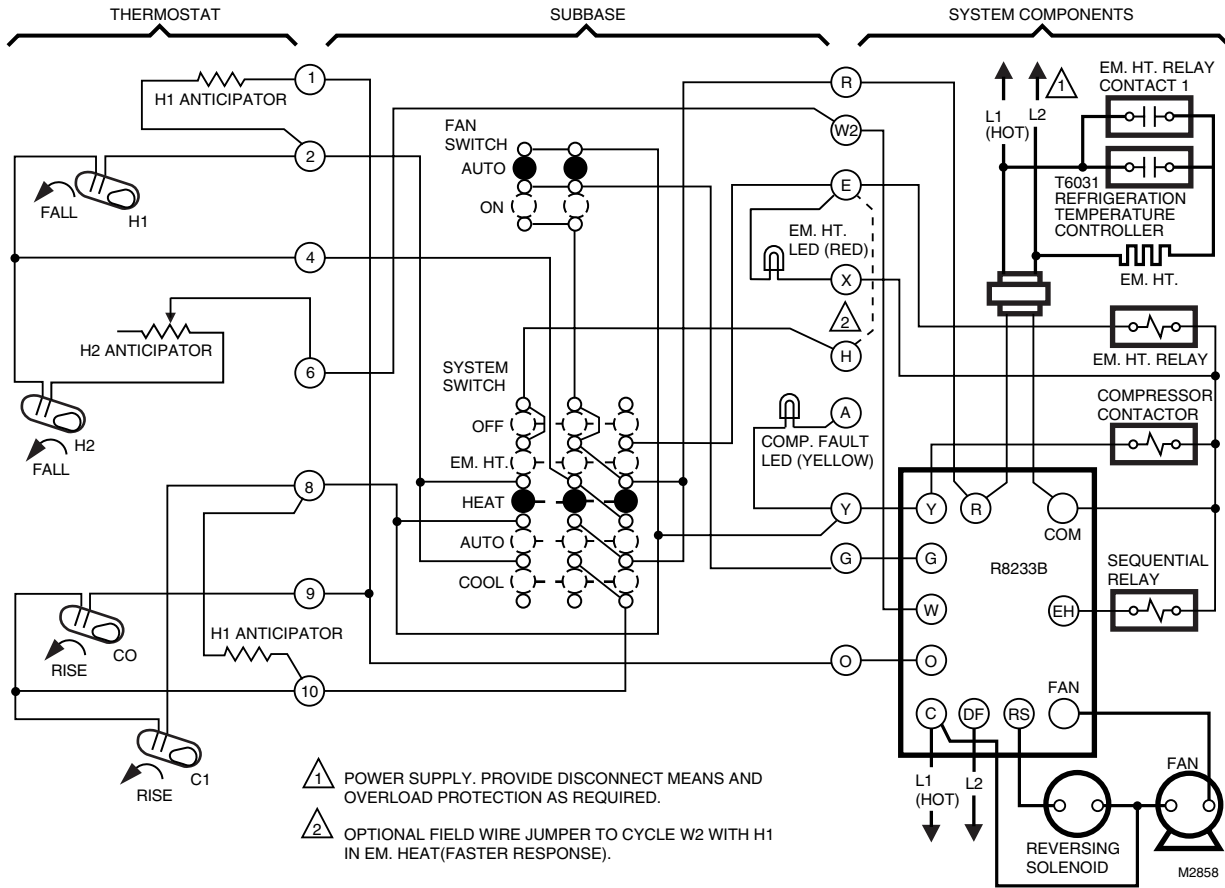 THERMOSTAT
SUBBASE
SYSTEM COMPONENTS
1
H1 ANTICIPATOR
2
FALL
H1
4
H2 ANTICIPATOR
6
H2
FALL
8
9
H1 ANTICIPATOR
CO
RISE
10
C1
RISE
FAN
SWITCH
AUTO
ON
SYSTEM
SWITCH
OFF
EM. HT.
HEAT
AUTO
COOL
R
W2
E
EM. HT.
LED (RED)
X
2
H
A
COMP. FAULT
LED (YELLOW)
Y
G
O
L1
(HOT)
L2
1
EM. HT. RELAY
CONTACT 1
T6031
REFRIGERATION
TEMPERATURE
CONTROLLER
EM. HT.
EM. HT. RELAY
COMPRESSOR
CONTACTOR
Y
R
COM
G
R8233B
SEQUENTIAL
RELAY
W
EH
O
FAN
C
DF
RS
L1
(HOT)
L2
FAN
REVERSING
SOLENOID
1 POWER SUPPLY. PROVIDE DISCONNECT MEANS AND
OVERLOAD PROTECTION AS REQUIRED.
2 OPTIONAL FIELD WIRE JUMPER TO CYCLE W2 WITH H1
IN EM. HEAT(FASTER RESPONSE).
M2858